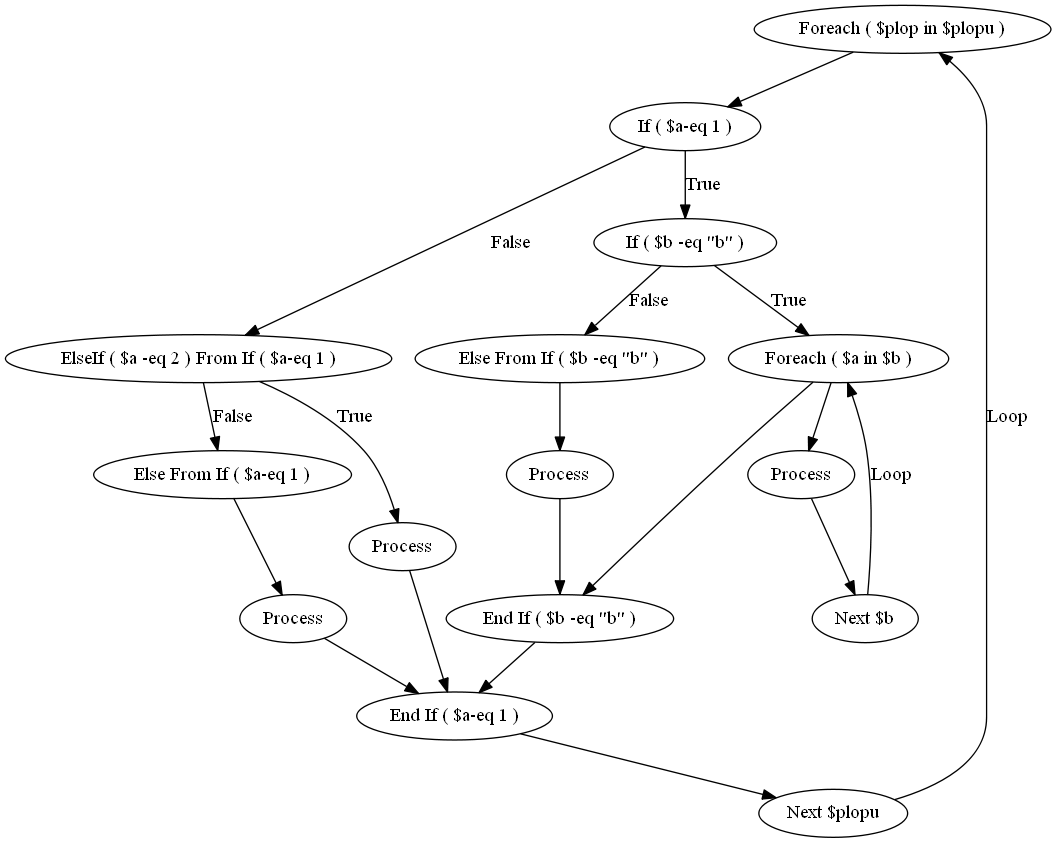 Foreach ( $plop in $plopu )
If ( $a-eq 1 )
True
If ( $b -eq "b" )
False
False
True
ElseIf ( $a -eq 2 ) From If ( $a-eq 1 )
Else From If ( $b -eq "b" )
Foreach ( $a in $b )
False
True
Loop
Else From If ( $a-eq 1 )
Process
Process
Loop
Process
Process
End If ( $b -eq "b" )
Next $b
End If ( $a-eq 1 )
Next $plopu